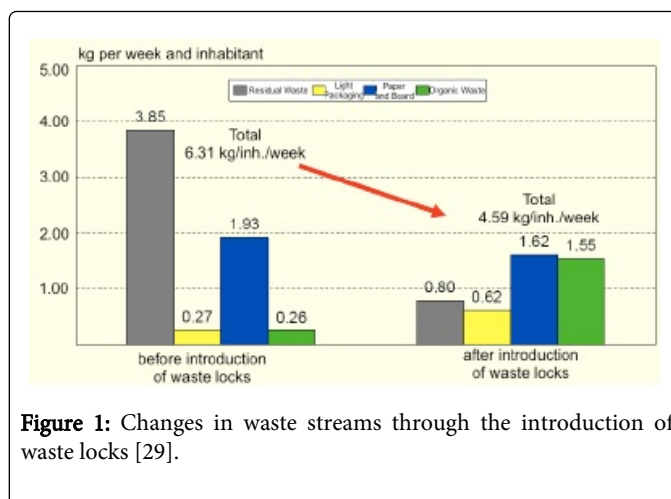 kg per week and inhabitant
5.00
Residual Waste Light Packaging Paper and Board Organic Waste
4.00
3.85
Total
6.31 kg/inh./week
3.00
Total
4.59 kg/inh./week
2.00
1.93
1.62
1.55
1.00
0.80
0.62
0.27
0.26
before introduction
of waste locks
after introduction
of waste locks
Figure 1: Changes in waste streams through the introduction of
waste locks [29].